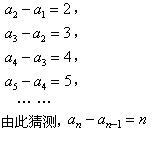 a₂ − a₁ = 2，
a₃ − a₂ = 3，
a₄ − a₃ = 4，
a₅ − a₄ = 5，
… …
由此猜测，aₙ − aₙ₋₁ = n